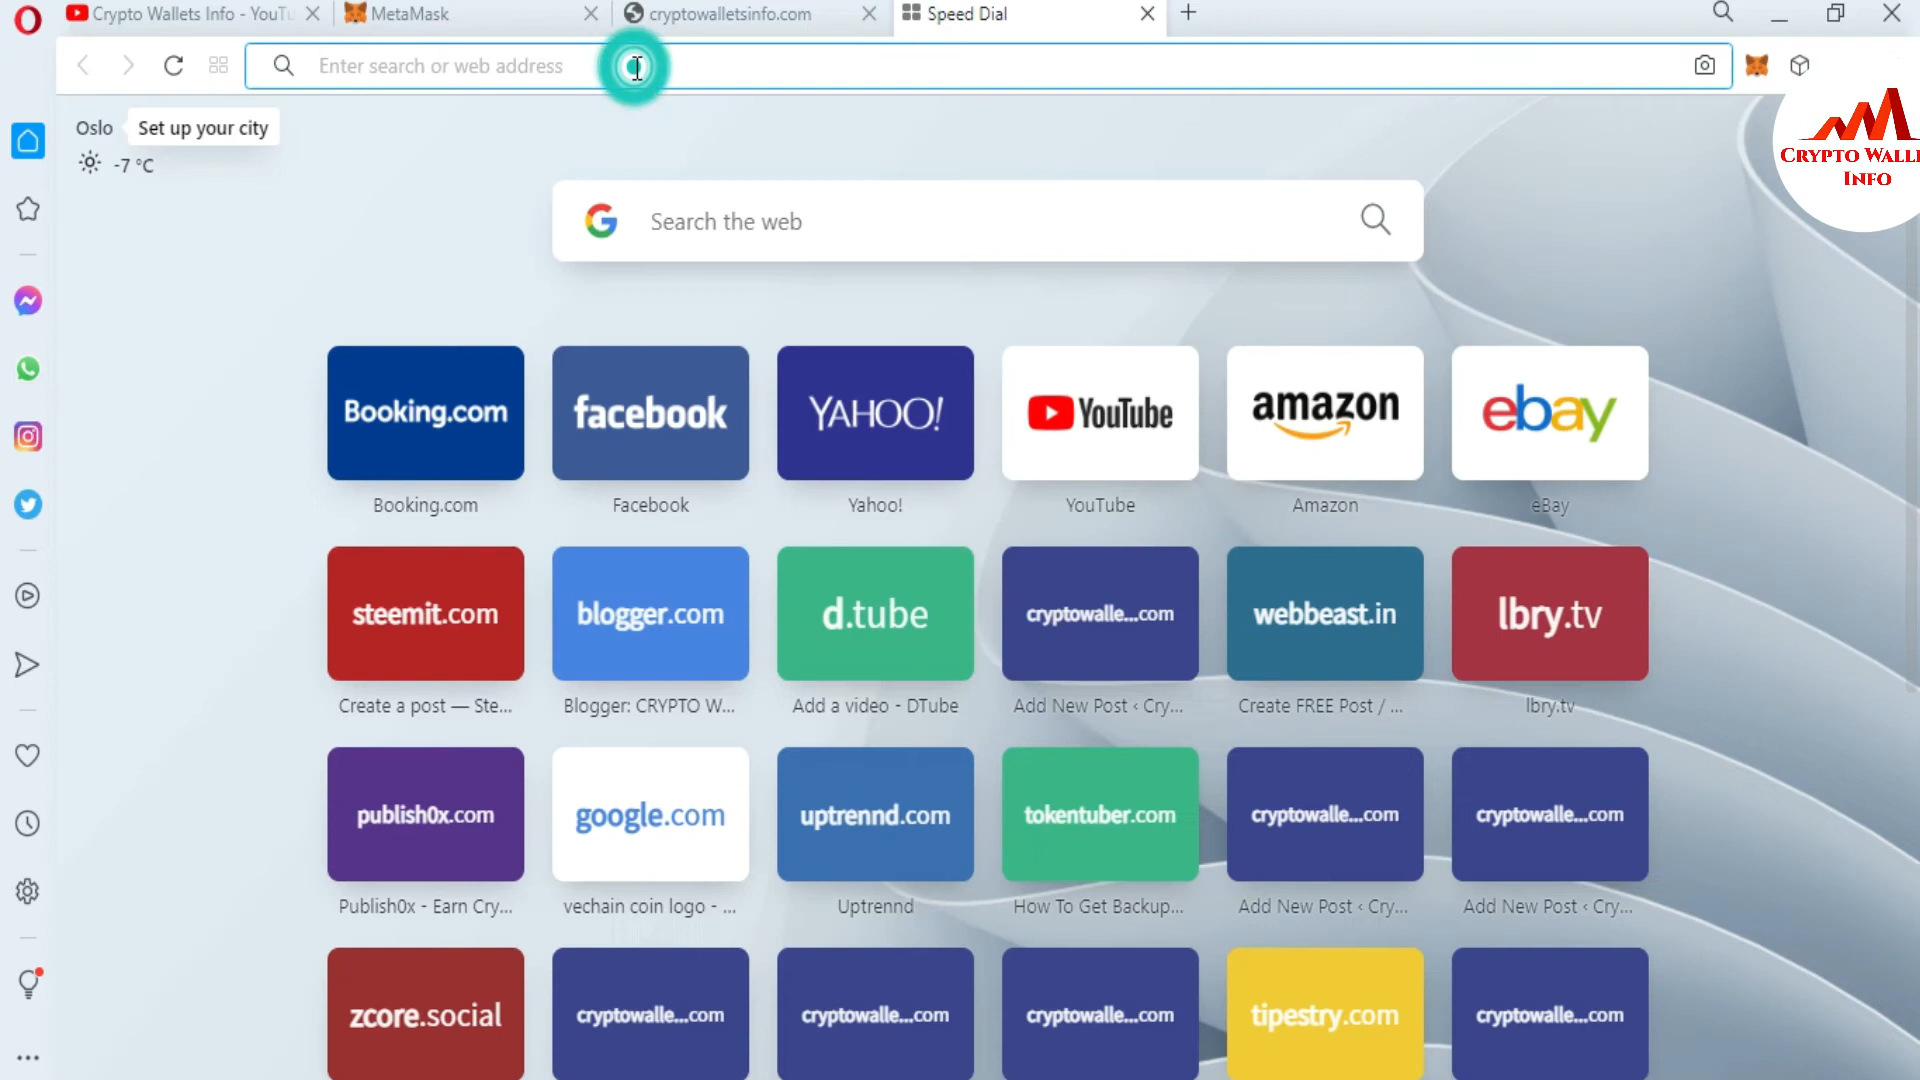 Crypto Wallets Info - YouTu
MetaMask
cryptowalletsinfo.com
Speed Dial
Enter search or web address
Oslo
Set up your city
-7 °C
CRYPTO WALLE
INFO
Search the web
Booking.com
facebook
YAHOO!
YouTube
amazon
ebay
Booking.com
Facebook
Yahoo!
YouTube
Amazon
eBay
steemit.com
blogger.com
d.tube
cryptowalle...com
webbeast.in
lbry.tv
Create a post — Ste...
Blogger: CRYPTO W...
Add a video - DTube
Add New Post ‹ Cry...
Create FREE Post / ...
lbry.tv
publish0x.com
google.com
uptrennd.com
tokentuber.com
cryptowalle...com
cryptowalle...com
Publish0x - Earn Cry...
vechain coin logo - ...
Uptrennd
How To Get Backup...
Add New Post ‹ Cry...
Add New Post ‹ Cry...
zcore.social
cryptowalle...com
cryptowalle...com
cryptowalle...com
tipestry.com
cryptowalle...com